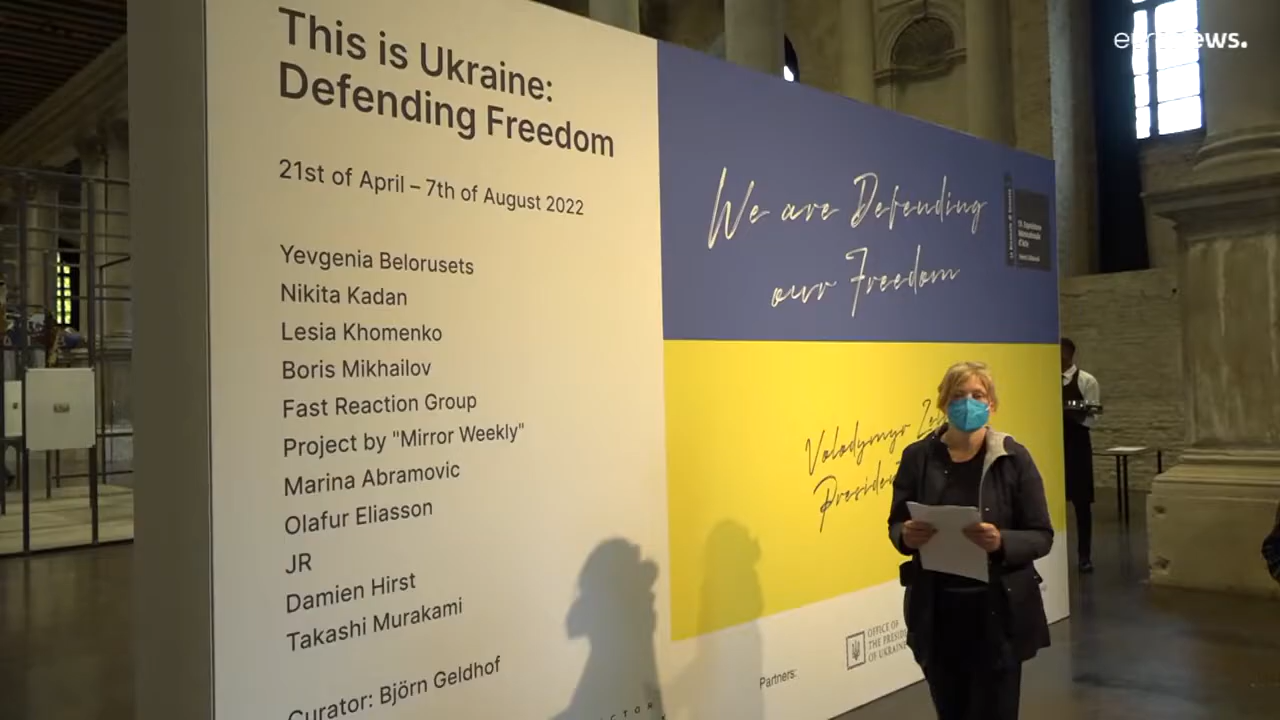 euronews.
This is Ukraine:
Defending Freedom
21st of April – 7th of August 2022
Yevgenia Belorusets
Nikita Kadan
Lesia Khomenko
Boris Mikhailov
Fast Reaction Group
Project by "Mirror Weekly"
Marina Abramovic
Olafur Eliasson
JR
Damien Hirst
Takashi Murakami
Curator: Björn Geldhof
We are Defending
our Freedom
Volodymyr
Partners:
OFFICE OF
THE PRESID
OF UKRAINE